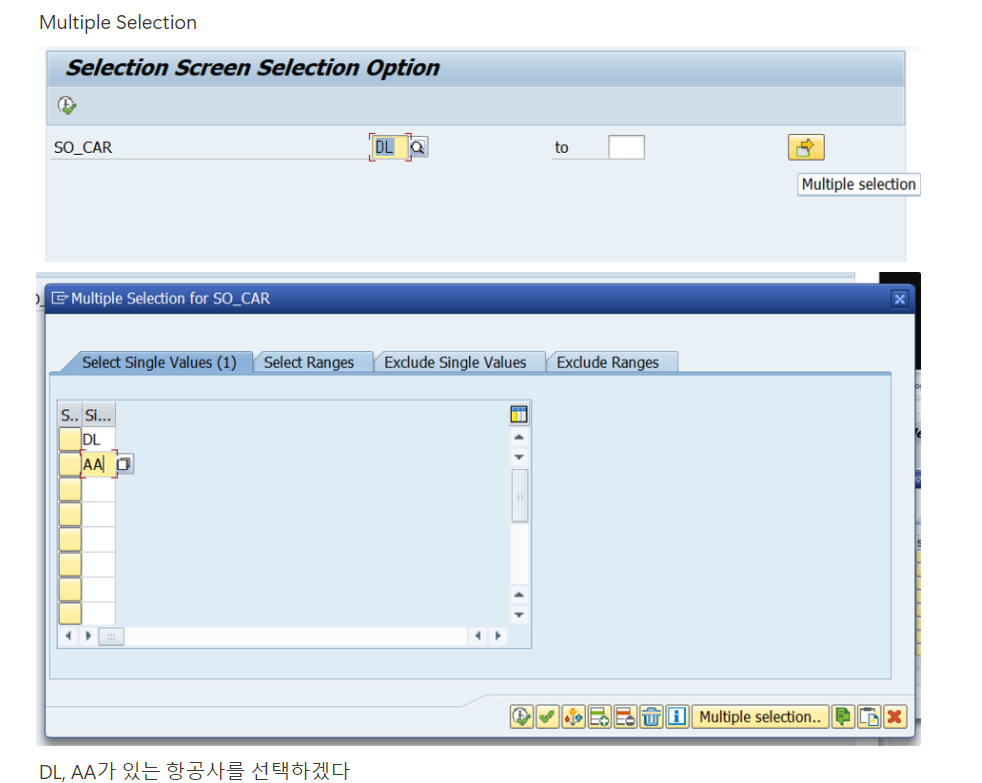 Multiple Selection
Selection Screen Selection Option
SO_CAR DL to
Multiple selection
Multiple Selection for SO_CAR
Select Single Values (1) Select Ranges Exclude Single Values Exclude Ranges
S.. Si...
DL
AA
Multiple selection..
DL, AA가 있는 항공사를 선택하겠다